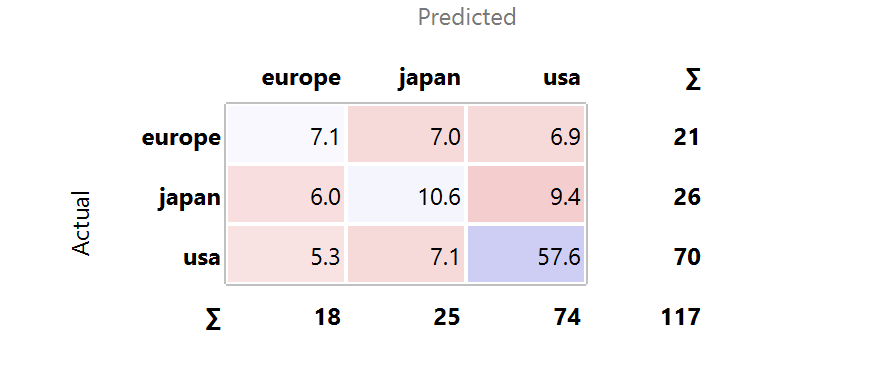 Predicted
europe japan usa ∑
europe 7.1 7.0 6.9 21
japan 6.0 10.6 9.4 26
Actual
usa 5.3 7.1 57.6 70
∑ 18 25 74 117